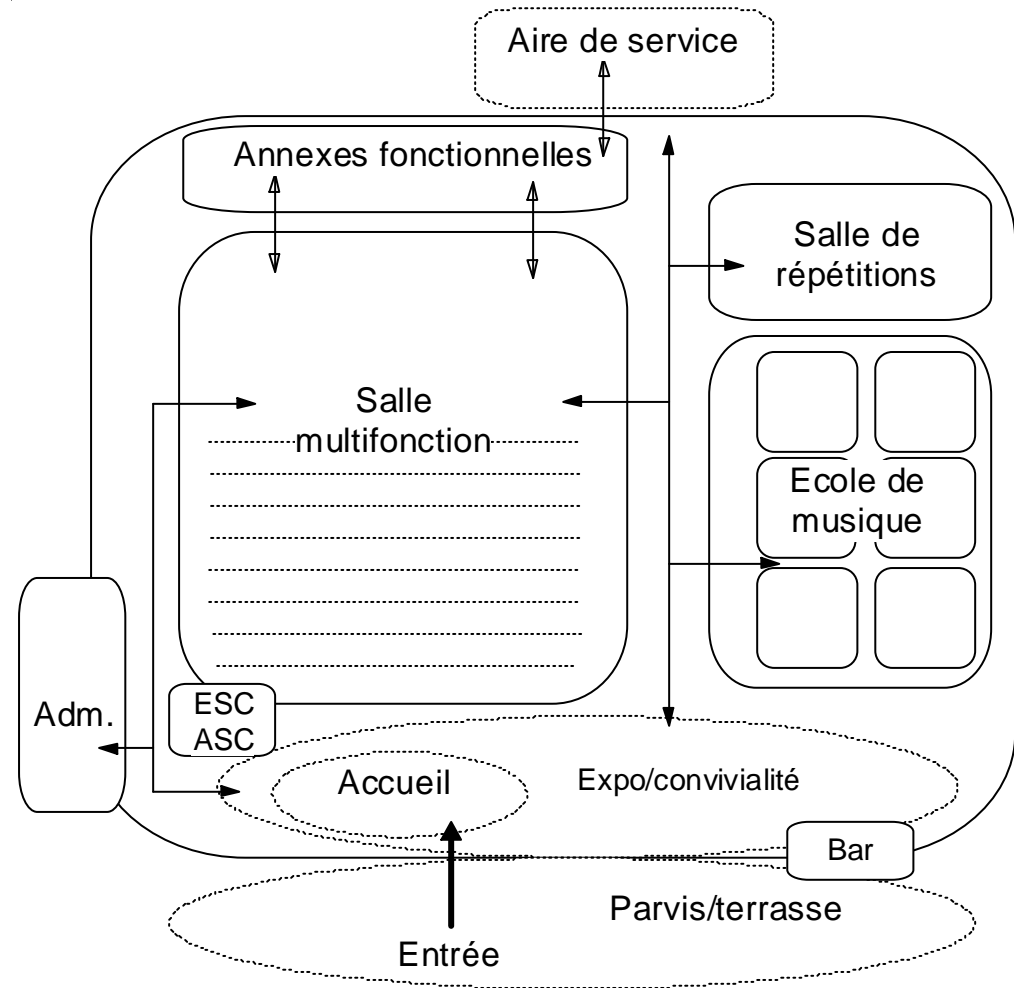 Aire de service
Annexes fonctionnelles
Salle de
répétitions
Salle
multifonction
Ecole de
musique
Adm.
ESC
ASC
Accueil
Expo/convivialité
Bar
Parvis/terrasse
Entrée